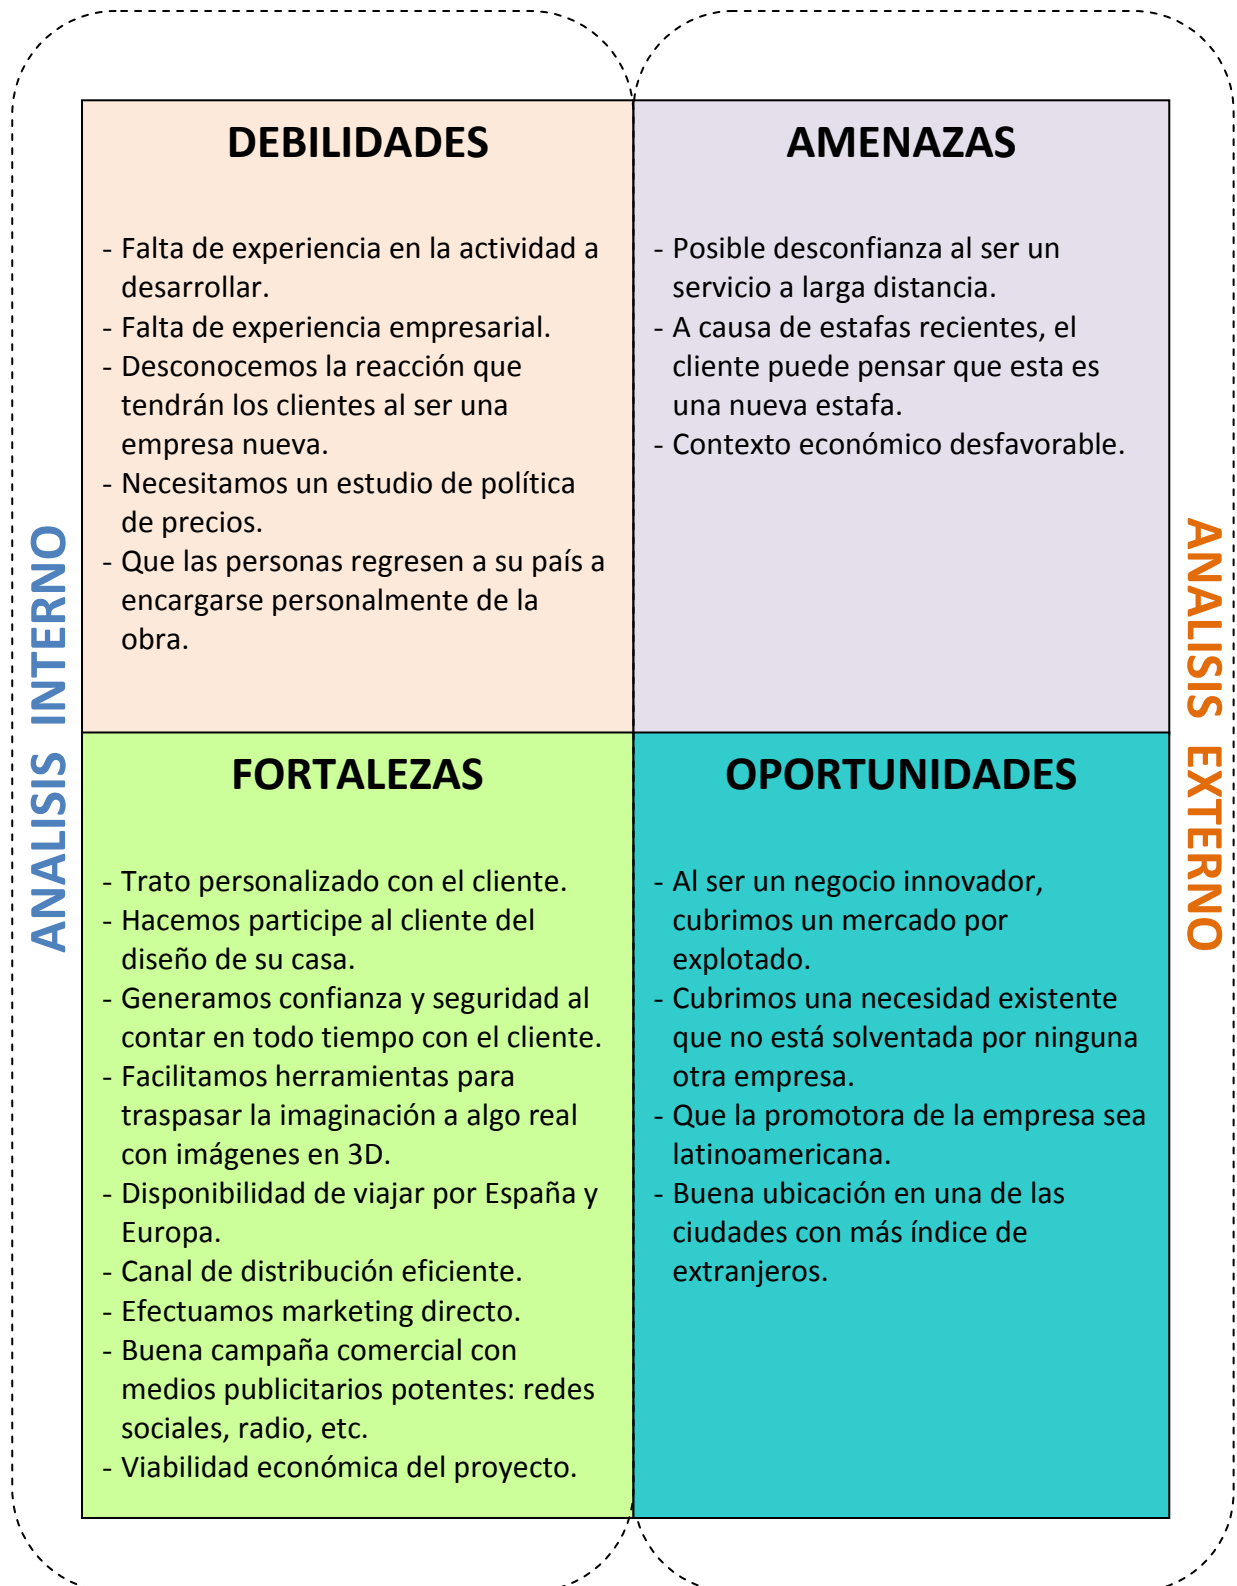 ANALISIS INTERNO
DEBILIDADES
- Falta de experiencia en la actividad a
desarrollar.
- Falta de experiencia empresarial.
- Desconocemos la reacción que
tendrán los clientes al ser una
empresa nueva.
- Necesitamos un estudio de política
de precios.
- Que las personas regresen a su país a
encargarse personalmente de la
obra.
AMENAZAS
- Posible desconfianza al ser un
servicio a larga distancia.
- A causa de estafas recientes, el
cliente puede pensar que esta es
una nueva estafa.
- Contexto económico desfavorable.
FORTALEZAS
- Trato personalizado con el cliente.
- Hacemos participe al cliente del
diseño de su casa.
- Generamos confianza y seguridad al
contar en todo tiempo con el cliente.
- Facilitamos herramientas para
traspasar la imaginación a algo real
con imágenes en 3D.
- Disponibilidad de viajar por España y
Europa.
- Canal de distribución eficiente.
- Efectuamos marketing directo.
- Buena campaña comercial con
medios publicitarios potentes: redes
sociales, radio, etc.
- Viabilidad económica del proyecto.
OPORTUNIDADES
- Al ser un negocio innovador,
cubrimos un mercado por
explotado.
- Cubrimos una necesidad existente
que no está solventada por ninguna
otra empresa.
- Que la promotora de la empresa sea
latinoamericana.
- Buena ubicación en una de las
ciudades con más índice de
extranjeros.
ANALISIS EXTERNO